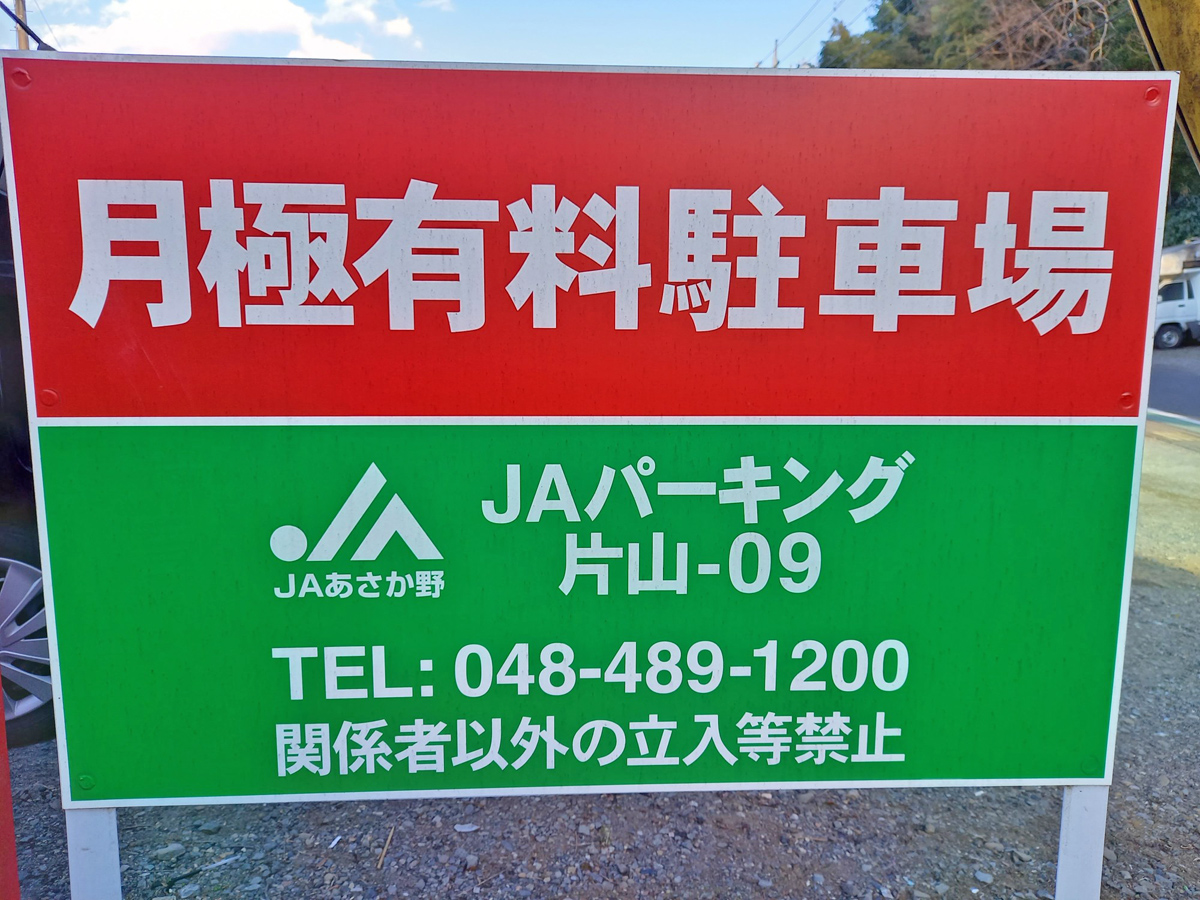 月極有料駐車場
JAパーキング
片山-09
JAあさか野
TEL: 048-489-1200
関係者以外の立入等禁止